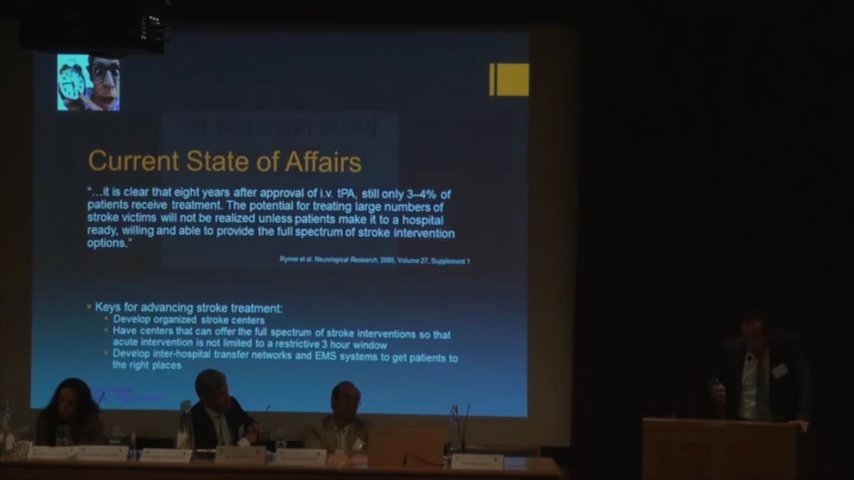 Current State of Affairs
“…it is clear that eight years after approval of i.v. tPA, still only 3–4% of
patients receive treatment. The potential for treating large numbers of
stroke victims will not be realized unless patients make it to a hospital
ready, willing and able to provide the full spectrum of stroke intervention
options.”
Rymer et al. Neurological Research, 2005, Volume 27, Supplement 1
Keys for advancing stroke treatment:
Develop organized stroke centers
Have centers that can offer the full spectrum of stroke interventions so that
acute intervention is not limited to a restrictive 3 hour window
Develop inter-hospital transfer networks and EMS systems to get patients to
the right places